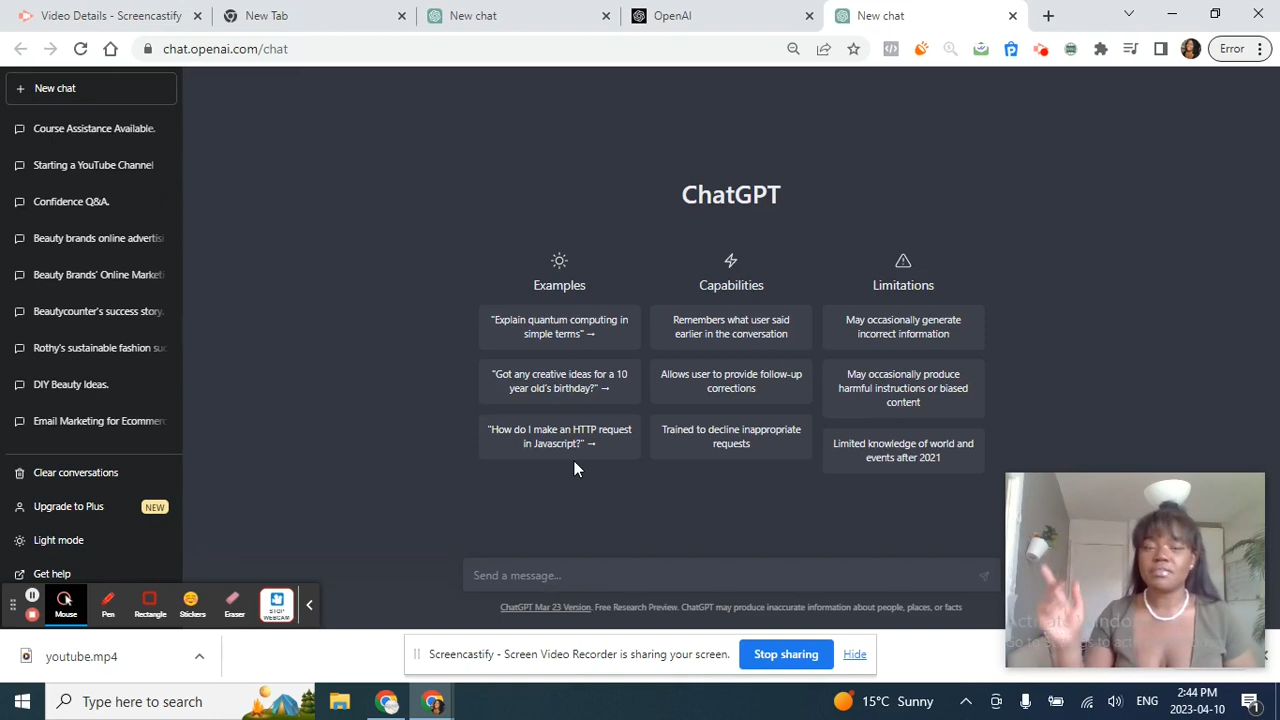 Video Details - Screencastify
New Tab
New chat
OpenAI
New chat
chat.openai.com/chat
Error
New chat
Course Assistance Available.
Starting a YouTube Channel
Confidence Q&A.
Beauty brands online advertis
Beauty Brands' Online Marketi
Beautycounter's success story.
Rothy's sustainable fashion suc
DIY Beauty Ideas.
Email Marketing for Ecommerc
Clear conversations
Upgrade to Plus
NEW
Light mode
Get help
ChatGPT
Examples
"Explain quantum computing in
simple terms" →
"Got any creative ideas for a 10
year old's birthday?" →
"How do I make an HTTP request
in Javascript?" →
Capabilities
Remembers what user said
earlier in the conversation
Allows user to provide follow-up
corrections
Trained to decline inappropriate
requests
Limitations
May occasionally generate
incorrect information
May occasionally produce
harmful instructions or biased
content
Limited knowledge of world and
events after 2021
Send a message...
ChatGPT Mar 23 Version. Free Research Preview. ChatGPT may produce inaccurate information about people, places, or facts
Mouse
Pen
Rectangle
Stickers
Eraser
STOP
WEBCAM
youtube.mp4
Screencastify - Screen Video Recorder is sharing your screen.
Stop sharing
Hide
Type here to search
15°C Sunny
ENG
2:44 PM
2023-04-10
1